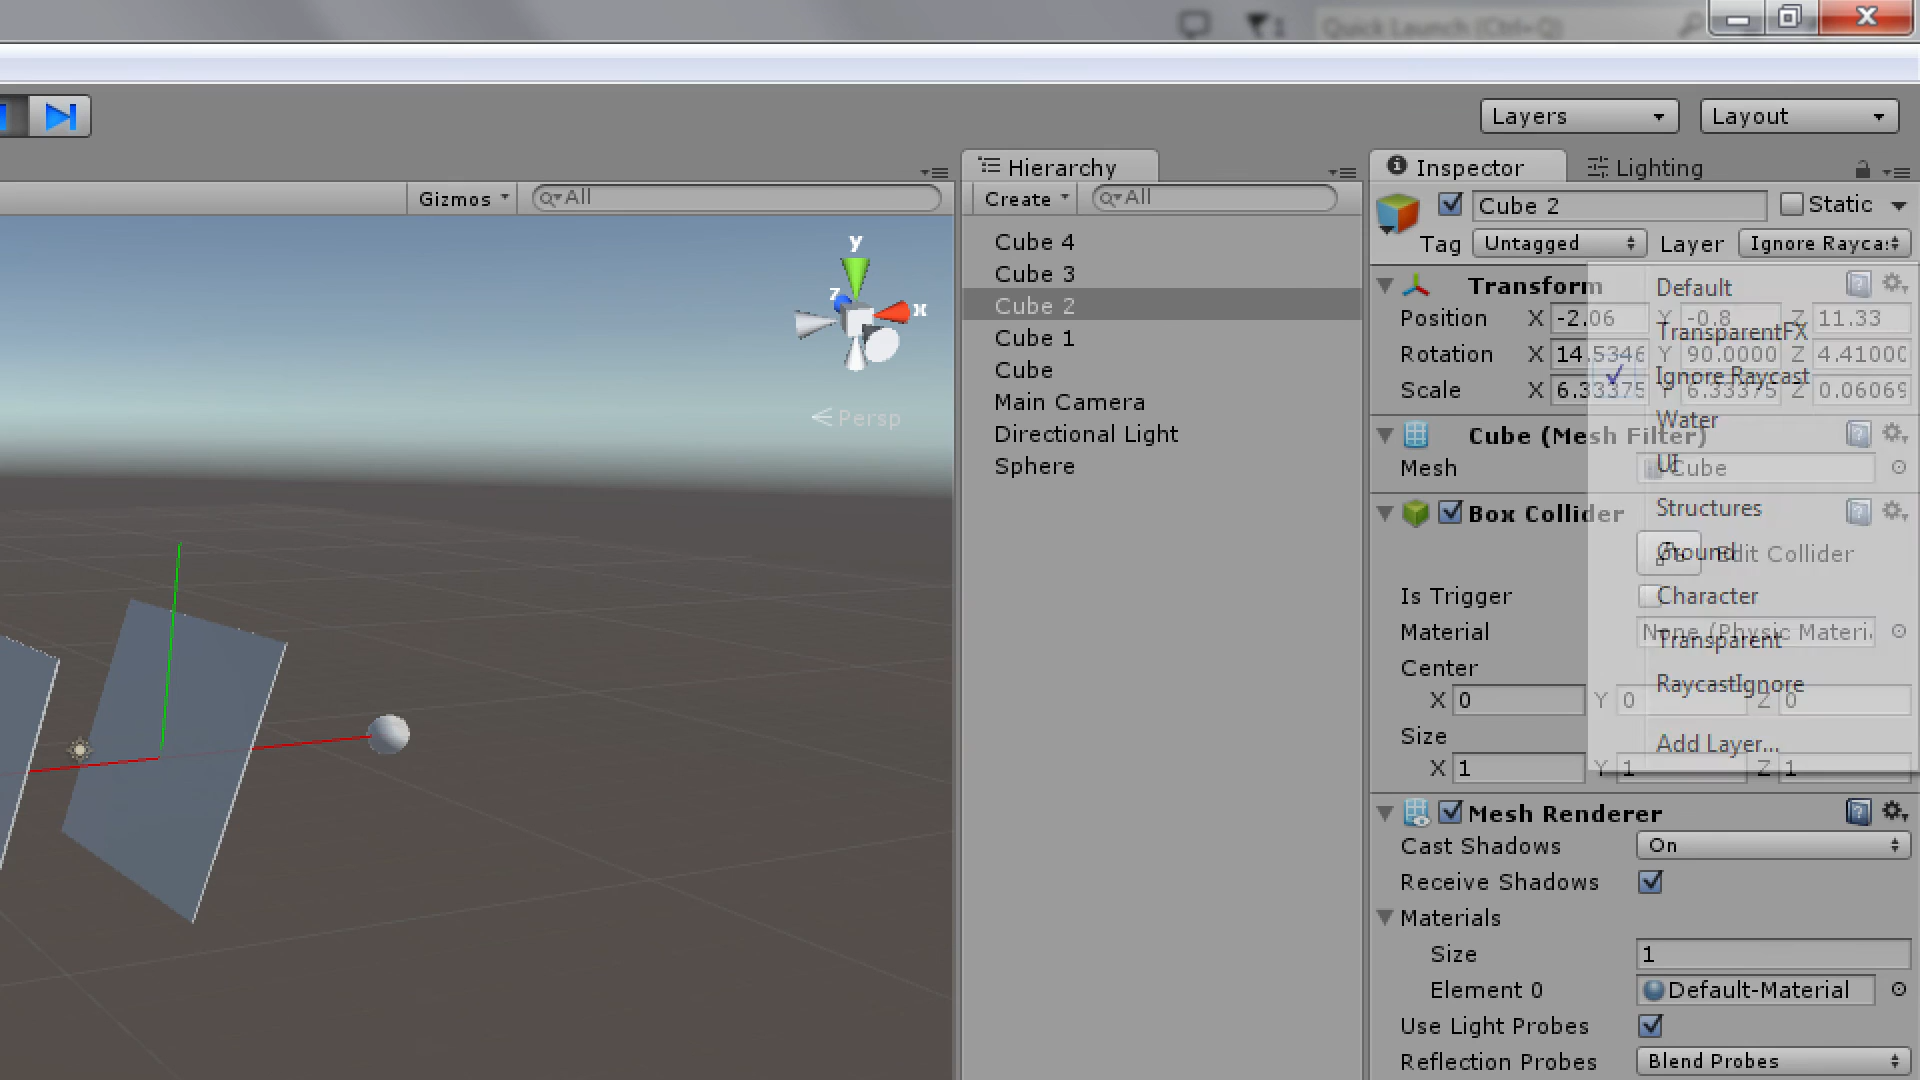 1 Quick Launch (Ctrl+Q)
Layers Layout
Hierarchy
Inspector Lighting
Gizmos All
Create All
Cube 2 Static
Tag Untagged Layer Ignore Rayca
y
z
x
Persp
Cube 4
Cube 3
Cube 2
Cube 1
Cube
Main Camera
Directional Light
Sphere
Transform
Position X -2.06 Y -0.8 Z 11.33
Rotation X 14.5346 Y 90.0000 Z 4.41000
Scale X 6.33375 Y 6.33375 Z 0.06069
Cube (Mesh Filter)
Mesh Cube
Box Collider
Edit Collider
Is Trigger
Material None (Physic Materi
Center
X 0 Y 0 Z 0
Size
X 1 Y 1 Z 1
Default
TransparentFX
Ignore Raycast
Water
UI
Structures
Ground
Character
Transparent
RaycastIgnore
Add Layer...
Mesh Renderer
Cast Shadows On
Receive Shadows
Materials
Size 1
Element 0 Default-Material
Use Light Probes
Reflection Probes Blend Probes